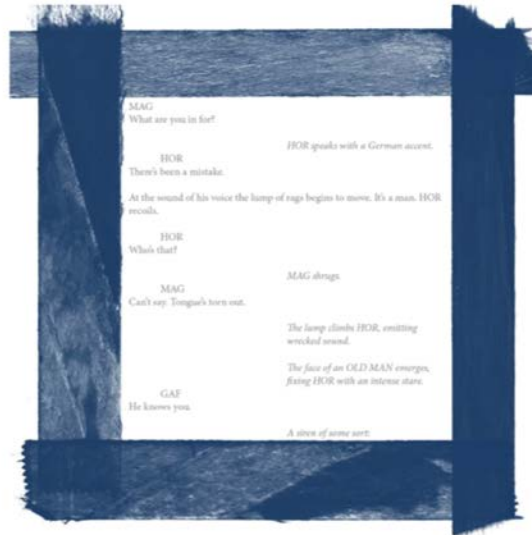 MAG
What are you in for?
HOR speaks with a German accent.
HOR
There's been a mistake.
At the sound of his voice the lump of rags begins to move. It's a man. HOR
recoils.
HOR
Who's that?
MAG shrugs.
MAG
Can't say. Tongue's torn out.
The lump climbs HOR, emitting
wrecked sound.
The face of an OLD MAN emerges,
fixing HOR with an intense stare.
GAF
He knows you.
A siren of some sort: